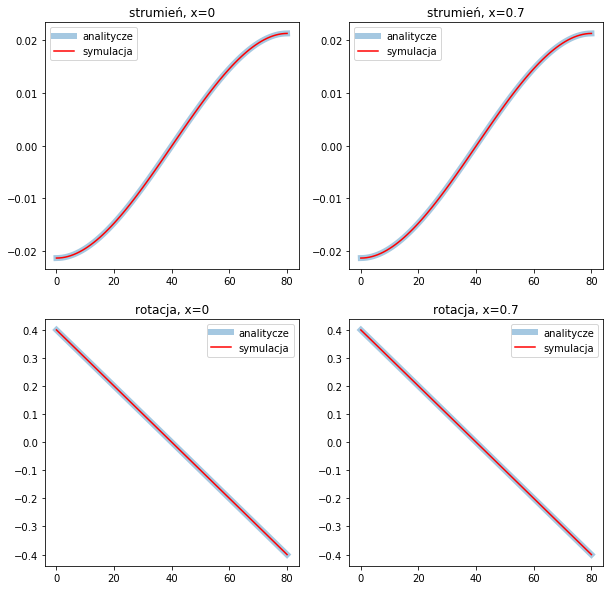 strumień, x=0
0.02
0.01
0.00
−0.01
−0.02
0 20 40 60 80
analitycze
symulacja
strumień, x=0.7
0.02
0.01
0.00
−0.01
−0.02
0 20 40 60 80
analitycze
symulacja
rotacja, x=0
0.4
0.3
0.2
0.1
0.0
−0.1
−0.2
−0.3
−0.4
0 20 40 60 80
analitycze
symulacja
rotacja, x=0.7
0.4
0.3
0.2
0.1
0.0
−0.1
−0.2
−0.3
−0.4
0 20 40 60 80
analitycze
symulacja